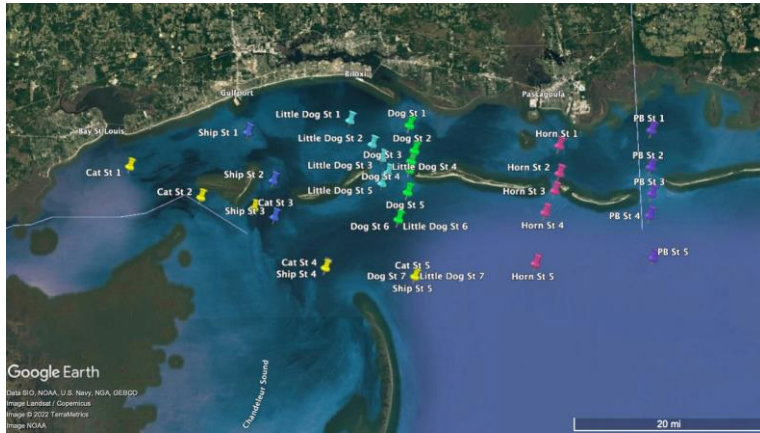 Biloxi
Gulfport
Pascagoula
Bay St Louis
Little Dog St 1
Dog St 1
PB St 1
Ship St 1
Little Dog St 2
Dog St 2
Horn St 1
Dog St 3
Cat St 1
Little Dog St 3
Little Dog St 4
Horn St 2
PB St 2
Ship St 2
Dog St 4
Cat St 2
Little Dog St 5
Horn St 3
PB St 3
Cat St 3
Ship St 3
Dog St 5
PB St 4
Dog St 6
Little Dog St 6
Horn St 4
PB St 5
Cat St 4
Cat St 5
Ship St 4
Dog St 7
Little Dog St 7
Horn St 5
Ship St 5
Chandeleur Sound
Google Earth
Data SIO, NOAA, U.S. Navy, NGA, GEBCO
Image Landsat / Copernicus
Image © 2022 TerraMetrics
Image NOAA
20 mi